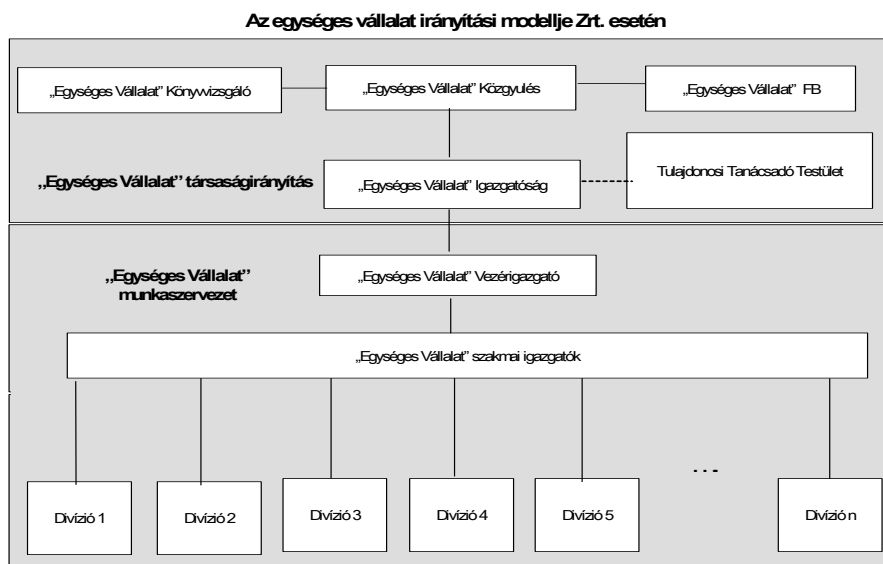 Az egységes vállalat irányítási modellje Zrt. esetén
„Egységes Vállalat” Könyvvizsgáló
„Egységes Vállalat” Közgyulés
„Egységes Vállalat” FB
„Egységes Vállalat” társaságirányítás
„Egységes Vállalat” Igazgatóság
Tulajdonosi Tanácsadó Testület
„Egységes Vállalat”
munkaszervezet
„Egységes Vállalat” Vezérigazgató
„Egységes Vállalat” szakmai igazgatók
...
Divízió 1
Divízió 2
Divízió 3
Divízió 4
Divízió 5
Divízió n